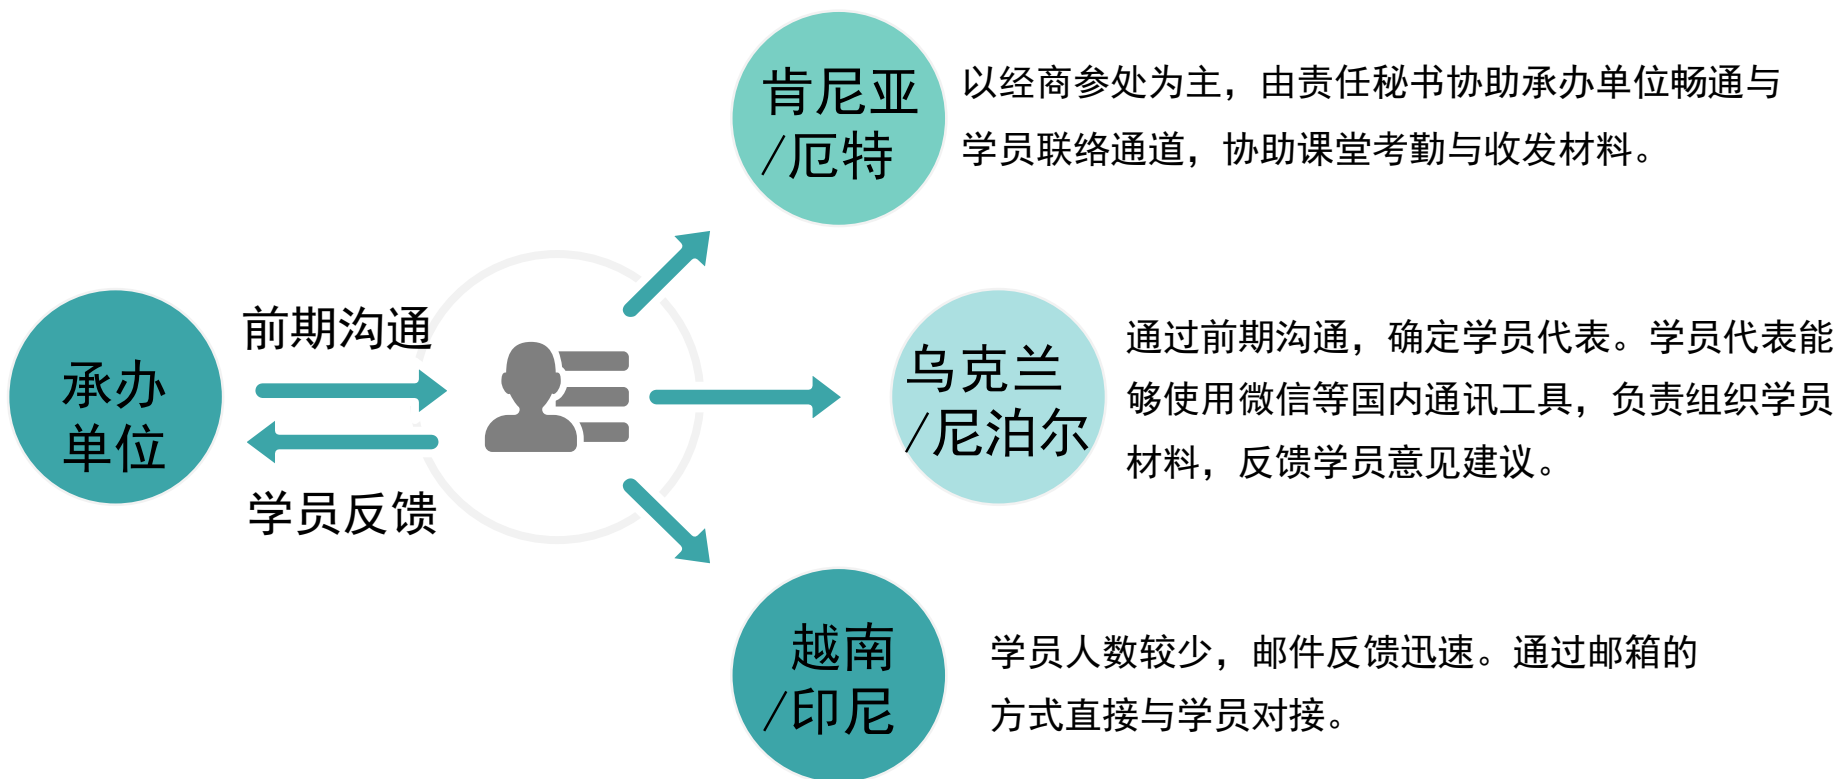 肯尼亚
/厄特
以经商参处为主，由责任秘书协助承办单位畅通与
学员联络通道，协助课堂考勤与收发材料。
承办
单位
前期沟通
学员反馈
乌克兰
/尼泊尔
通过前期沟通，确定学员代表。学员代表能
够使用微信等国内通讯工具，负责组织学员
材料，反馈学员意见建议。
越南
/印尼
学员人数较少，邮件反馈迅速。通过邮箱的
方式直接与学员对接。